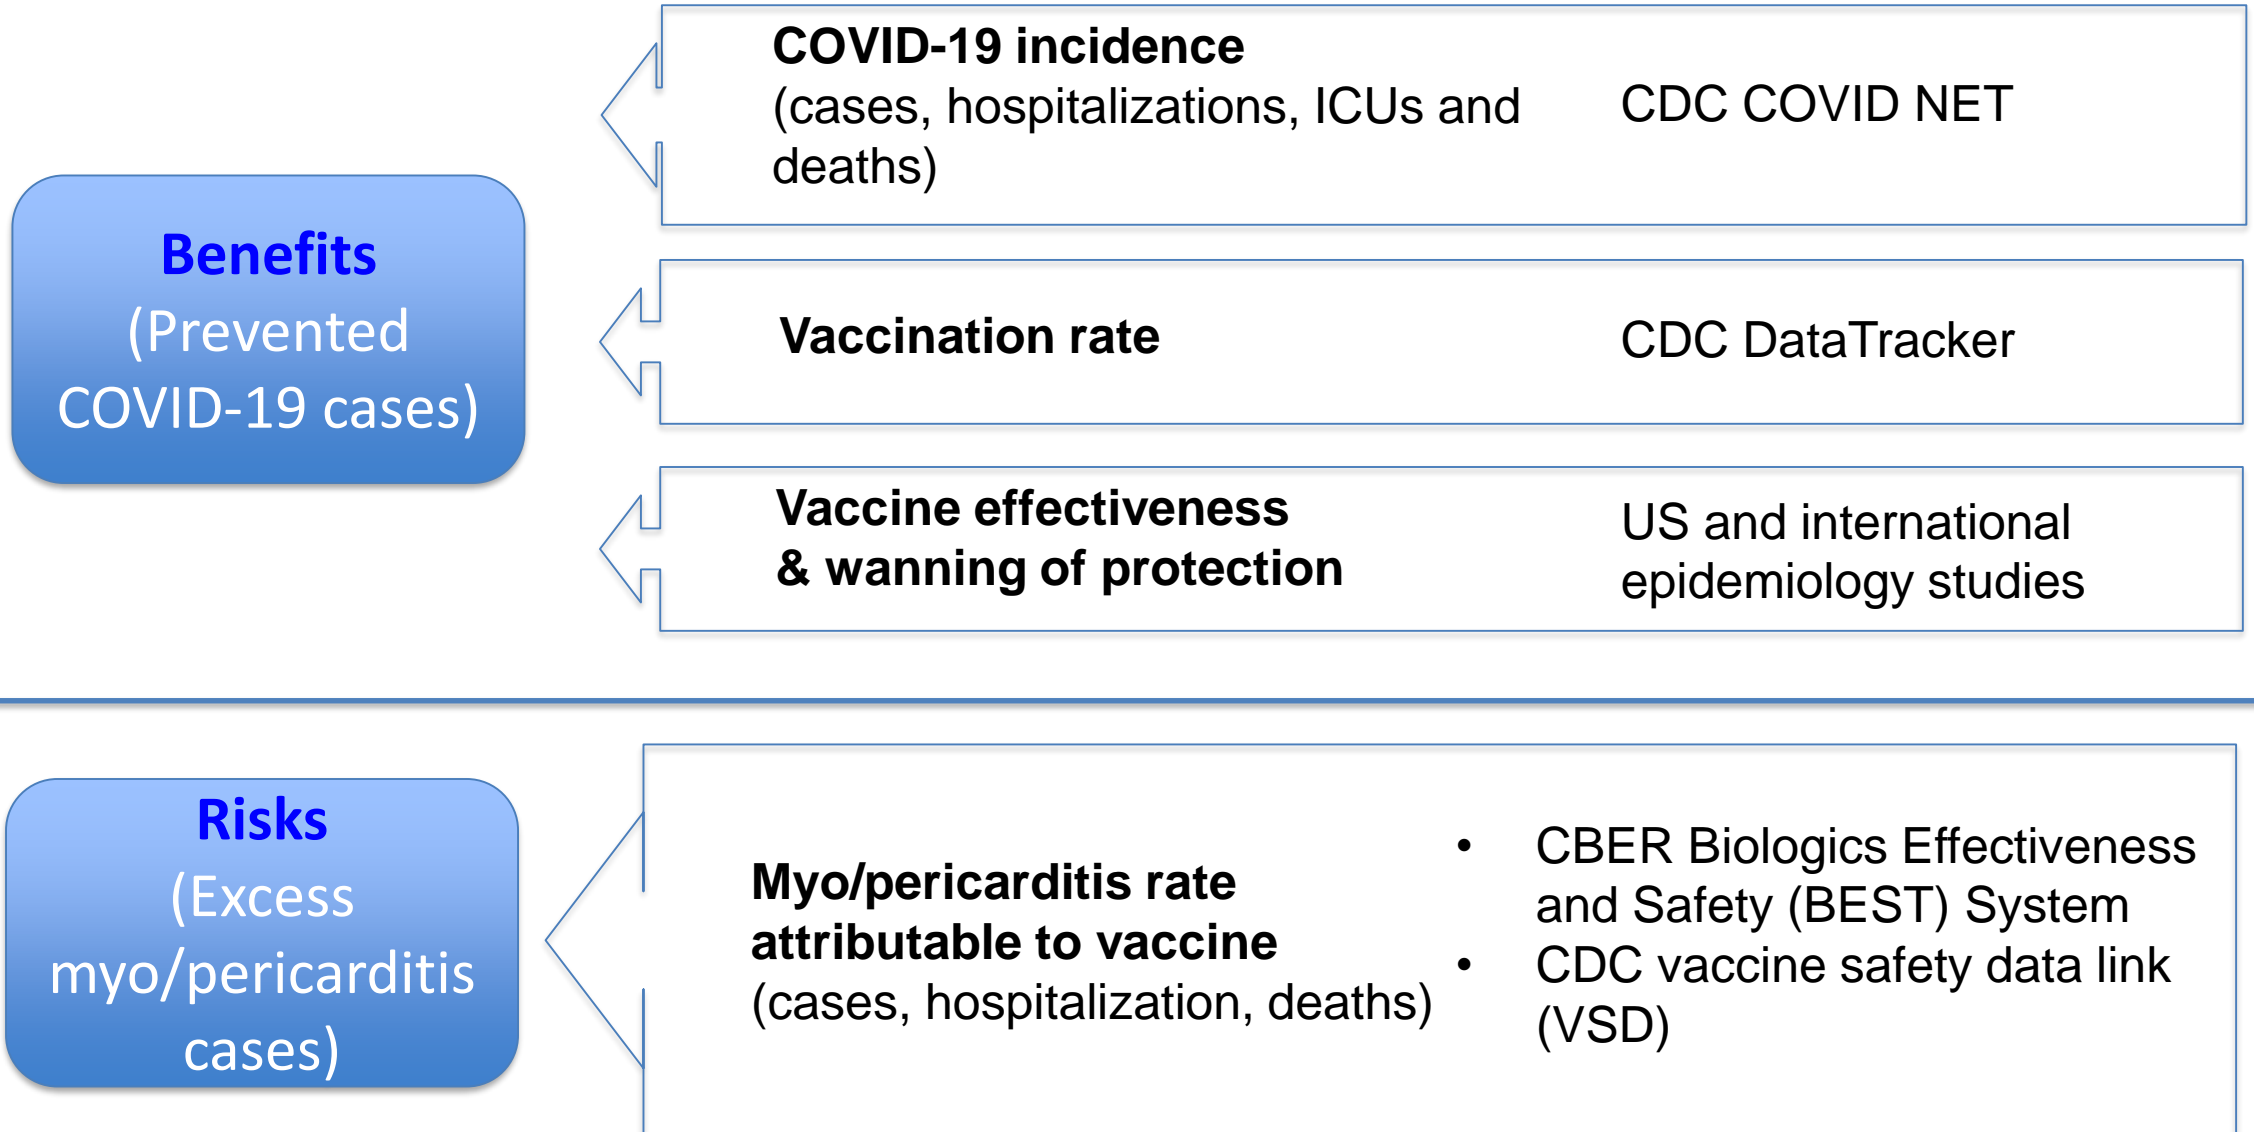 Benefits
(Prevented
COVID-19 cases)
COVID-19 incidence
(cases, hospitalizations, ICUs and
deaths)
CDC COVID NET
Vaccination rate
CDC DataTracker
Vaccine effectiveness
& wanning of protection
US and international
epidemiology studies
Risks
(Excess
myo/pericarditis
cases)
Myo/pericarditis rate
attributable to vaccine
(cases, hospitalization, deaths)
• CBER Biologics Effectiveness
and Safety (BEST) System
• CDC vaccine safety data link
(VSD)